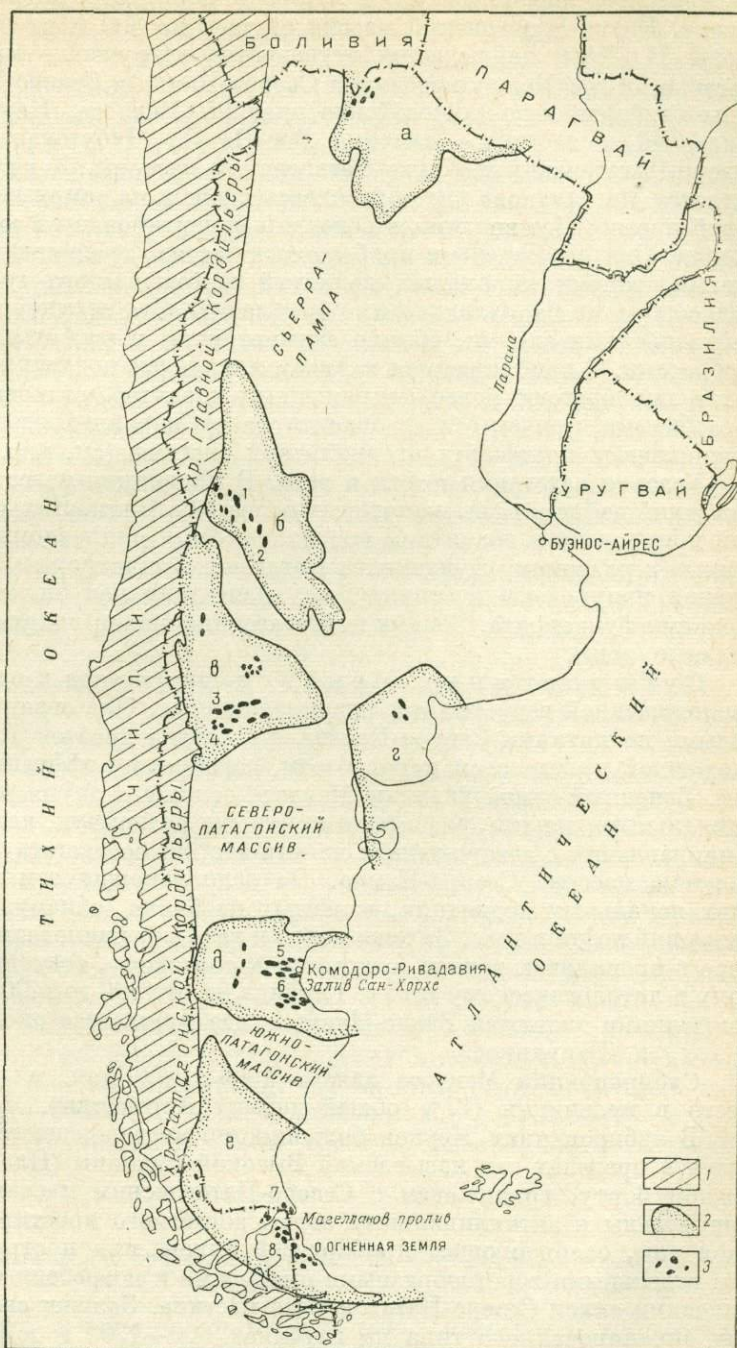 БОЛИВИЯ
ПАРАГВАЙ
а
СЬЕРРА-
ПАМПА
хр. Главной Кордильеры
Парана
БРАЗИЛИЯ
УРУГВАЙ
БУЭНОС-АЙРЕС
1
б
2
ТИХИЙ ОКЕАН
ЧИЛИ
в
3
4
г
СЕВЕРО-
ПАТАГОНСКИЙ
МАССИВ
АТЛАНТИЧЕСКИЙ
ОКЕАН
хр. Патагонской Кордильеры
д
5
Комодоро-Ривадавия
6
Залив Сан-Хорхе
ЮЖНО-
ПАТАГОНСКИЙ
МАССИВ
е
7
Магелланов пролив
8
О ОГНЕННАЯ ЗЕМЛЯ
1
2
3